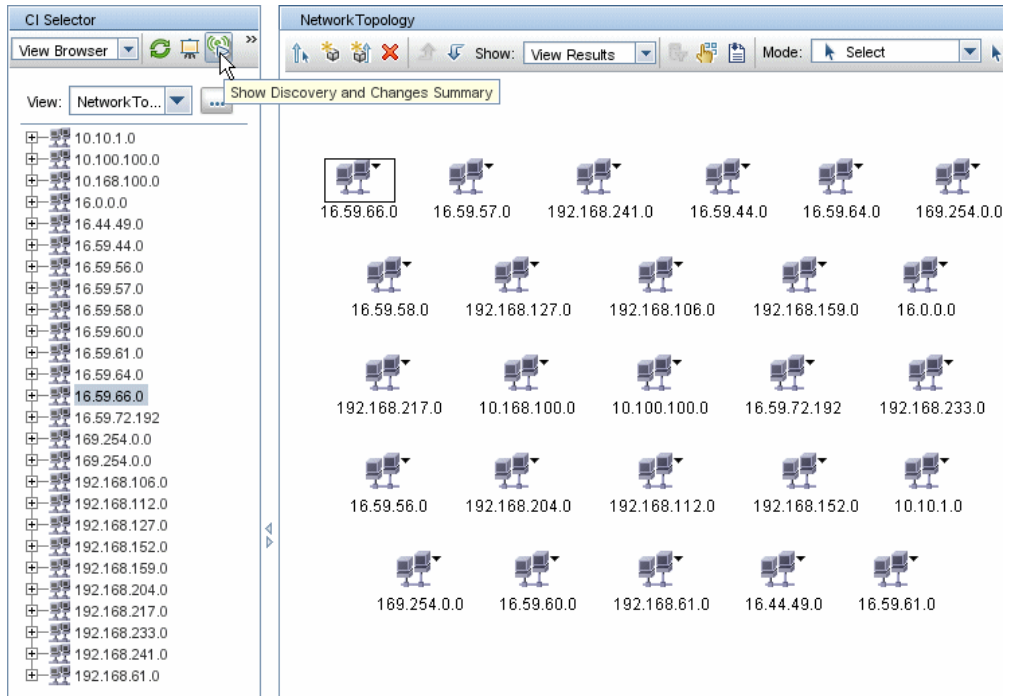 CI Selector
View Browser
»
Show Discovery and Changes Summary
View: NetworkTo... ...
10.10.1.0
10.100.100.0
10.168.100.0
16.0.0.0
16.44.49.0
16.59.44.0
16.59.56.0
16.59.57.0
16.59.58.0
16.59.60.0
16.59.61.0
16.59.64.0
16.59.66.0
16.59.72.192
169.254.0.0
169.254.0.0
192.168.106.0
192.168.112.0
192.168.127.0
192.168.152.0
192.168.159.0
192.168.204.0
192.168.217.0
192.168.233.0
192.168.241.0
192.168.61.0
NetworkTopology
Show: View Results Mode: Select
16.59.66.0 16.59.57.0 192.168.241.0 16.59.44.0 16.59.64.0 169.254.0.0
16.59.58.0 192.168.127.0 192.168.106.0 192.168.159.0 16.0.0.0
192.168.217.0 10.168.100.0 10.100.100.0 16.59.72.192 192.168.233.0
16.59.56.0 192.168.204.0 192.168.112.0 192.168.152.0 10.10.1.0
169.254.0.0 16.59.60.0 192.168.61.0 16.44.49.0 16.59.61.0